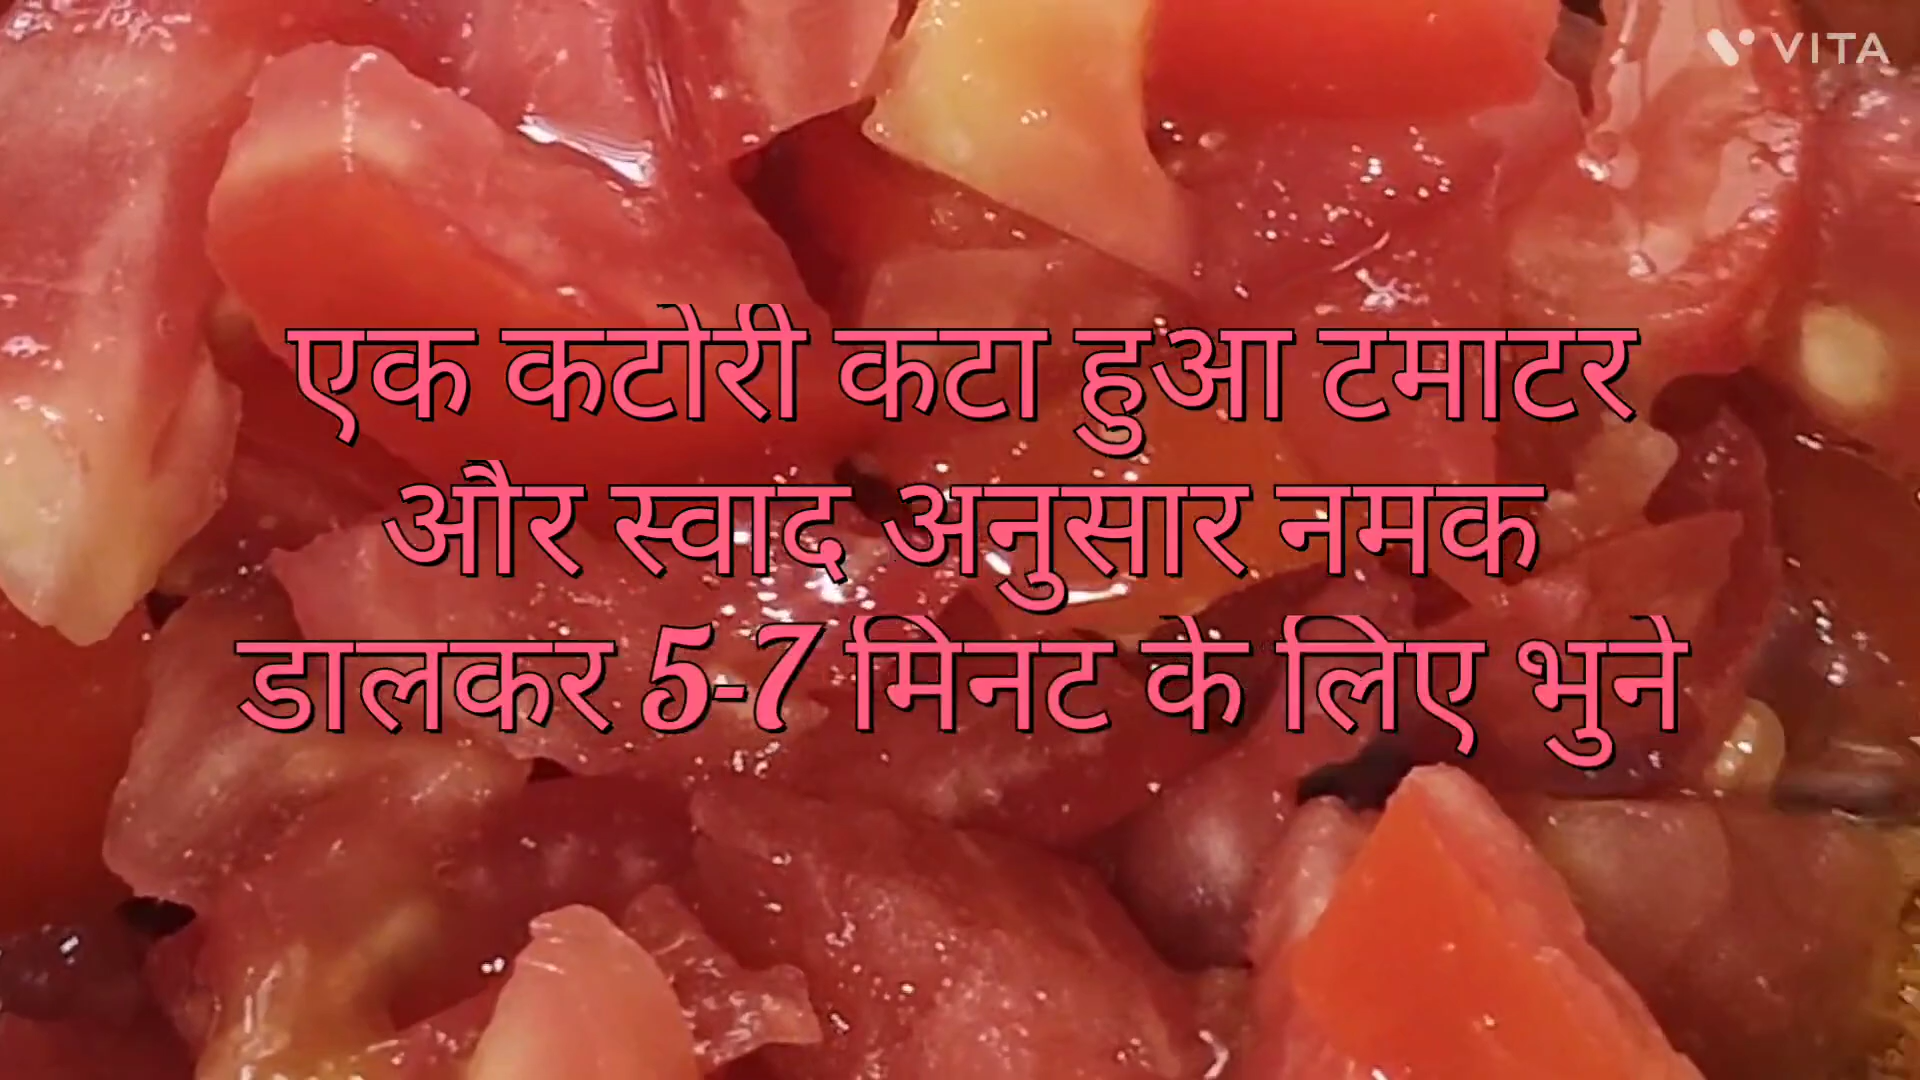 VITA
एक कटोरी कटा हुआ टमाटर
और स्वाद अनुसार नमक
डालकर 5-7 मिनट के लिए भुने